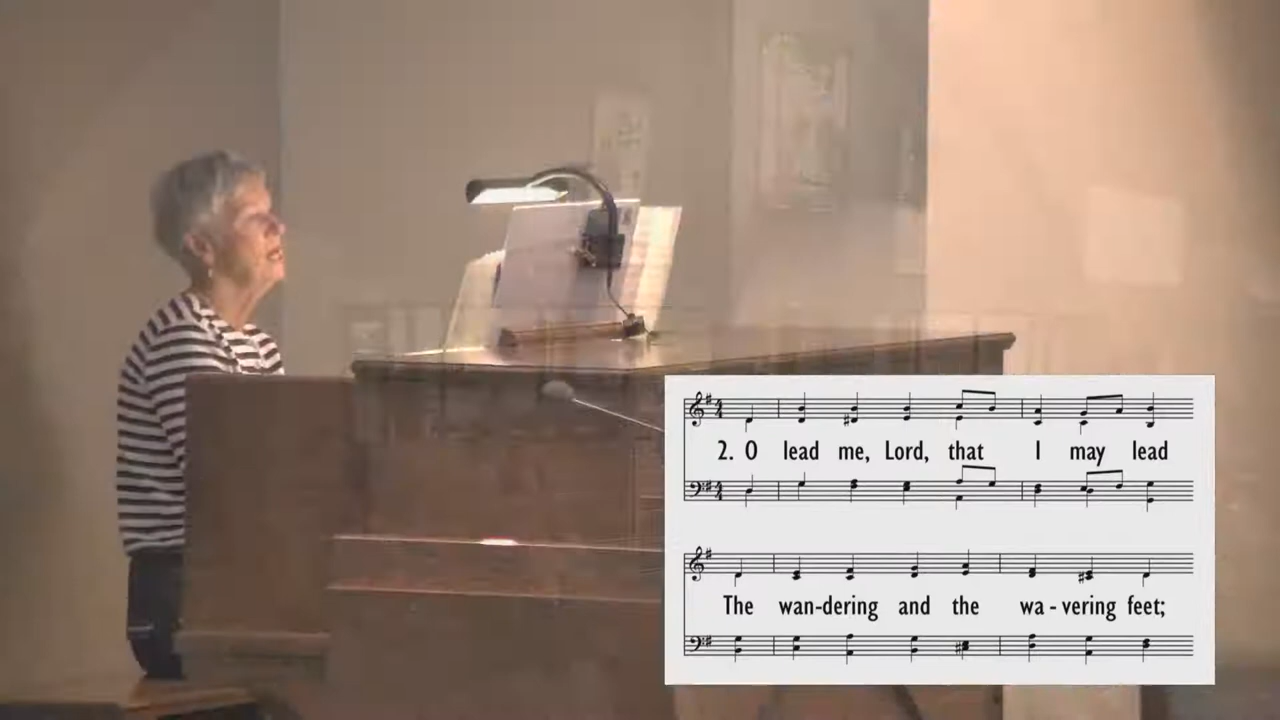 2. O lead me, Lord, that I may lead
The wan-dering and the wa - vering feet;